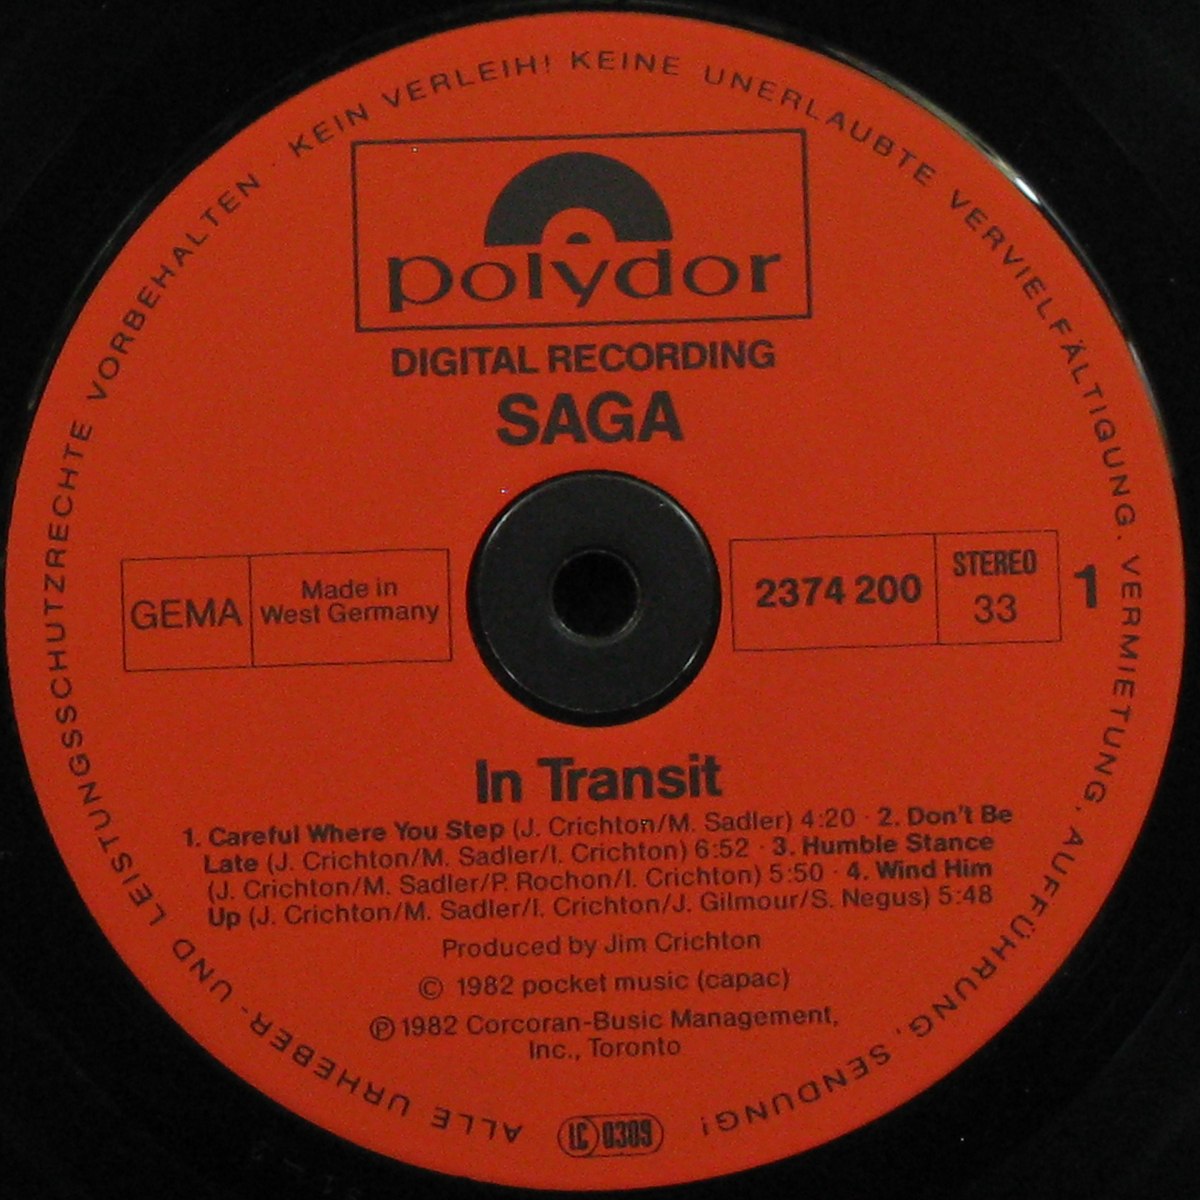 ALLE URHEBER- UND LEISTUNGSSCHUTZRECHTE VORBEHALTEN · KEIN VERLEIH! KEINE UNERLAUBTE VERVIELFÄLTIGUNG, VERMIETUNG, AUFFÜHRUNG, SENDUNG!
polydor
DIGITAL RECORDING
SAGA
GEMA
Made in
West Germany
2374 200
STEREO
33
1
In Transit
1. Careful Where You Step (J. Crichton/M. Sadler) 4:20 · 2. Don't Be
Late (J. Crichton/M. Sadler/I. Crichton) 6:52 · 3. Humble Stance
(J. Crichton/M. Sadler/P. Rochon/I. Crichton) 5:50 · 4. Wind Him
Up (J. Crichton/M. Sadler/I. Crichton/J. Gilmour/S. Negus) 5:48
Produced by Jim Crichton
© 1982 pocket music (capac)
℗ 1982 Corcoran-Busic Management,
Inc., Toronto
LC 0309